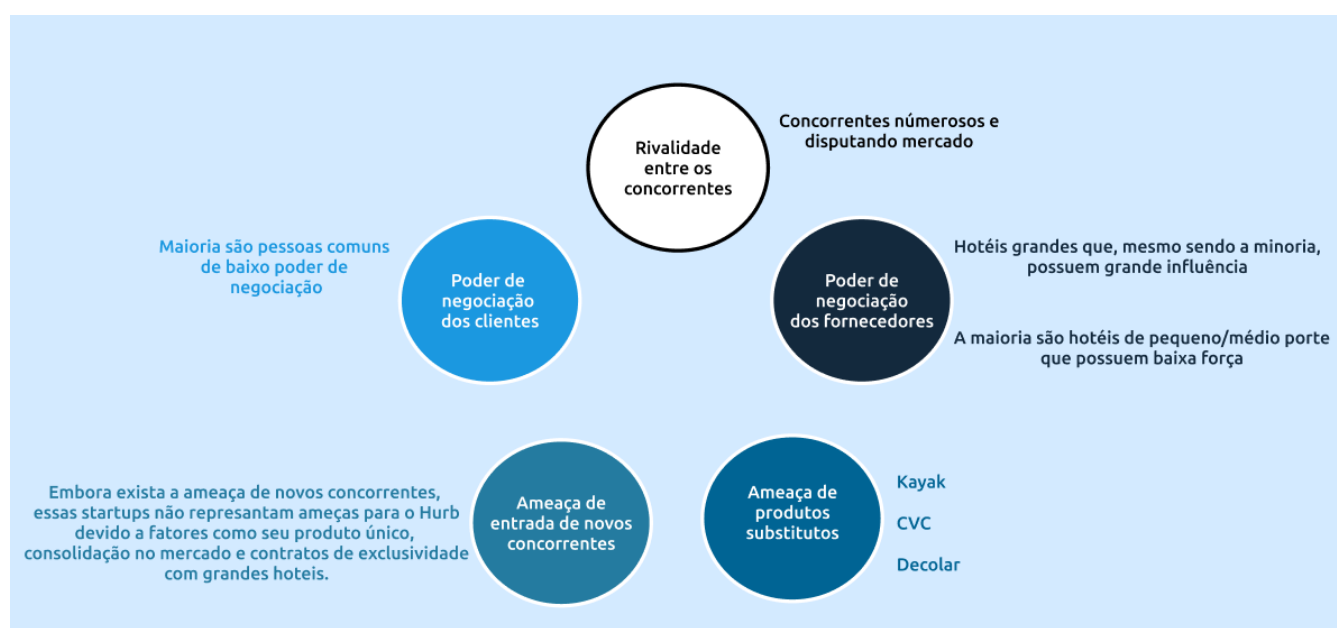 Rivalidade
entre os
concorrentes
Concorrentes númerosos e
disputando mercado
Maioria são pessoas comuns
de baixo poder de
negociação
Poder de
negociação
dos clientes
Poder de
negociação
dos fornecedores
Hotéis grandes que, mesmo sendo a minoria,
possuem grande influência
A maioria são hotéis de pequeno/médio porte
que possuem baixa força
Embora exista a ameaça de novos concorrentes,
essas startups não represantam ameças para o Hurb
devido a fatores como seu produto único,
consolidação no mercado e contratos de exclusividade
com grandes hoteis.
Ameaça de
entrada de novos
concorrentes
Ameaça de
produtos
substitutos
Kayak
CVC
Decolar